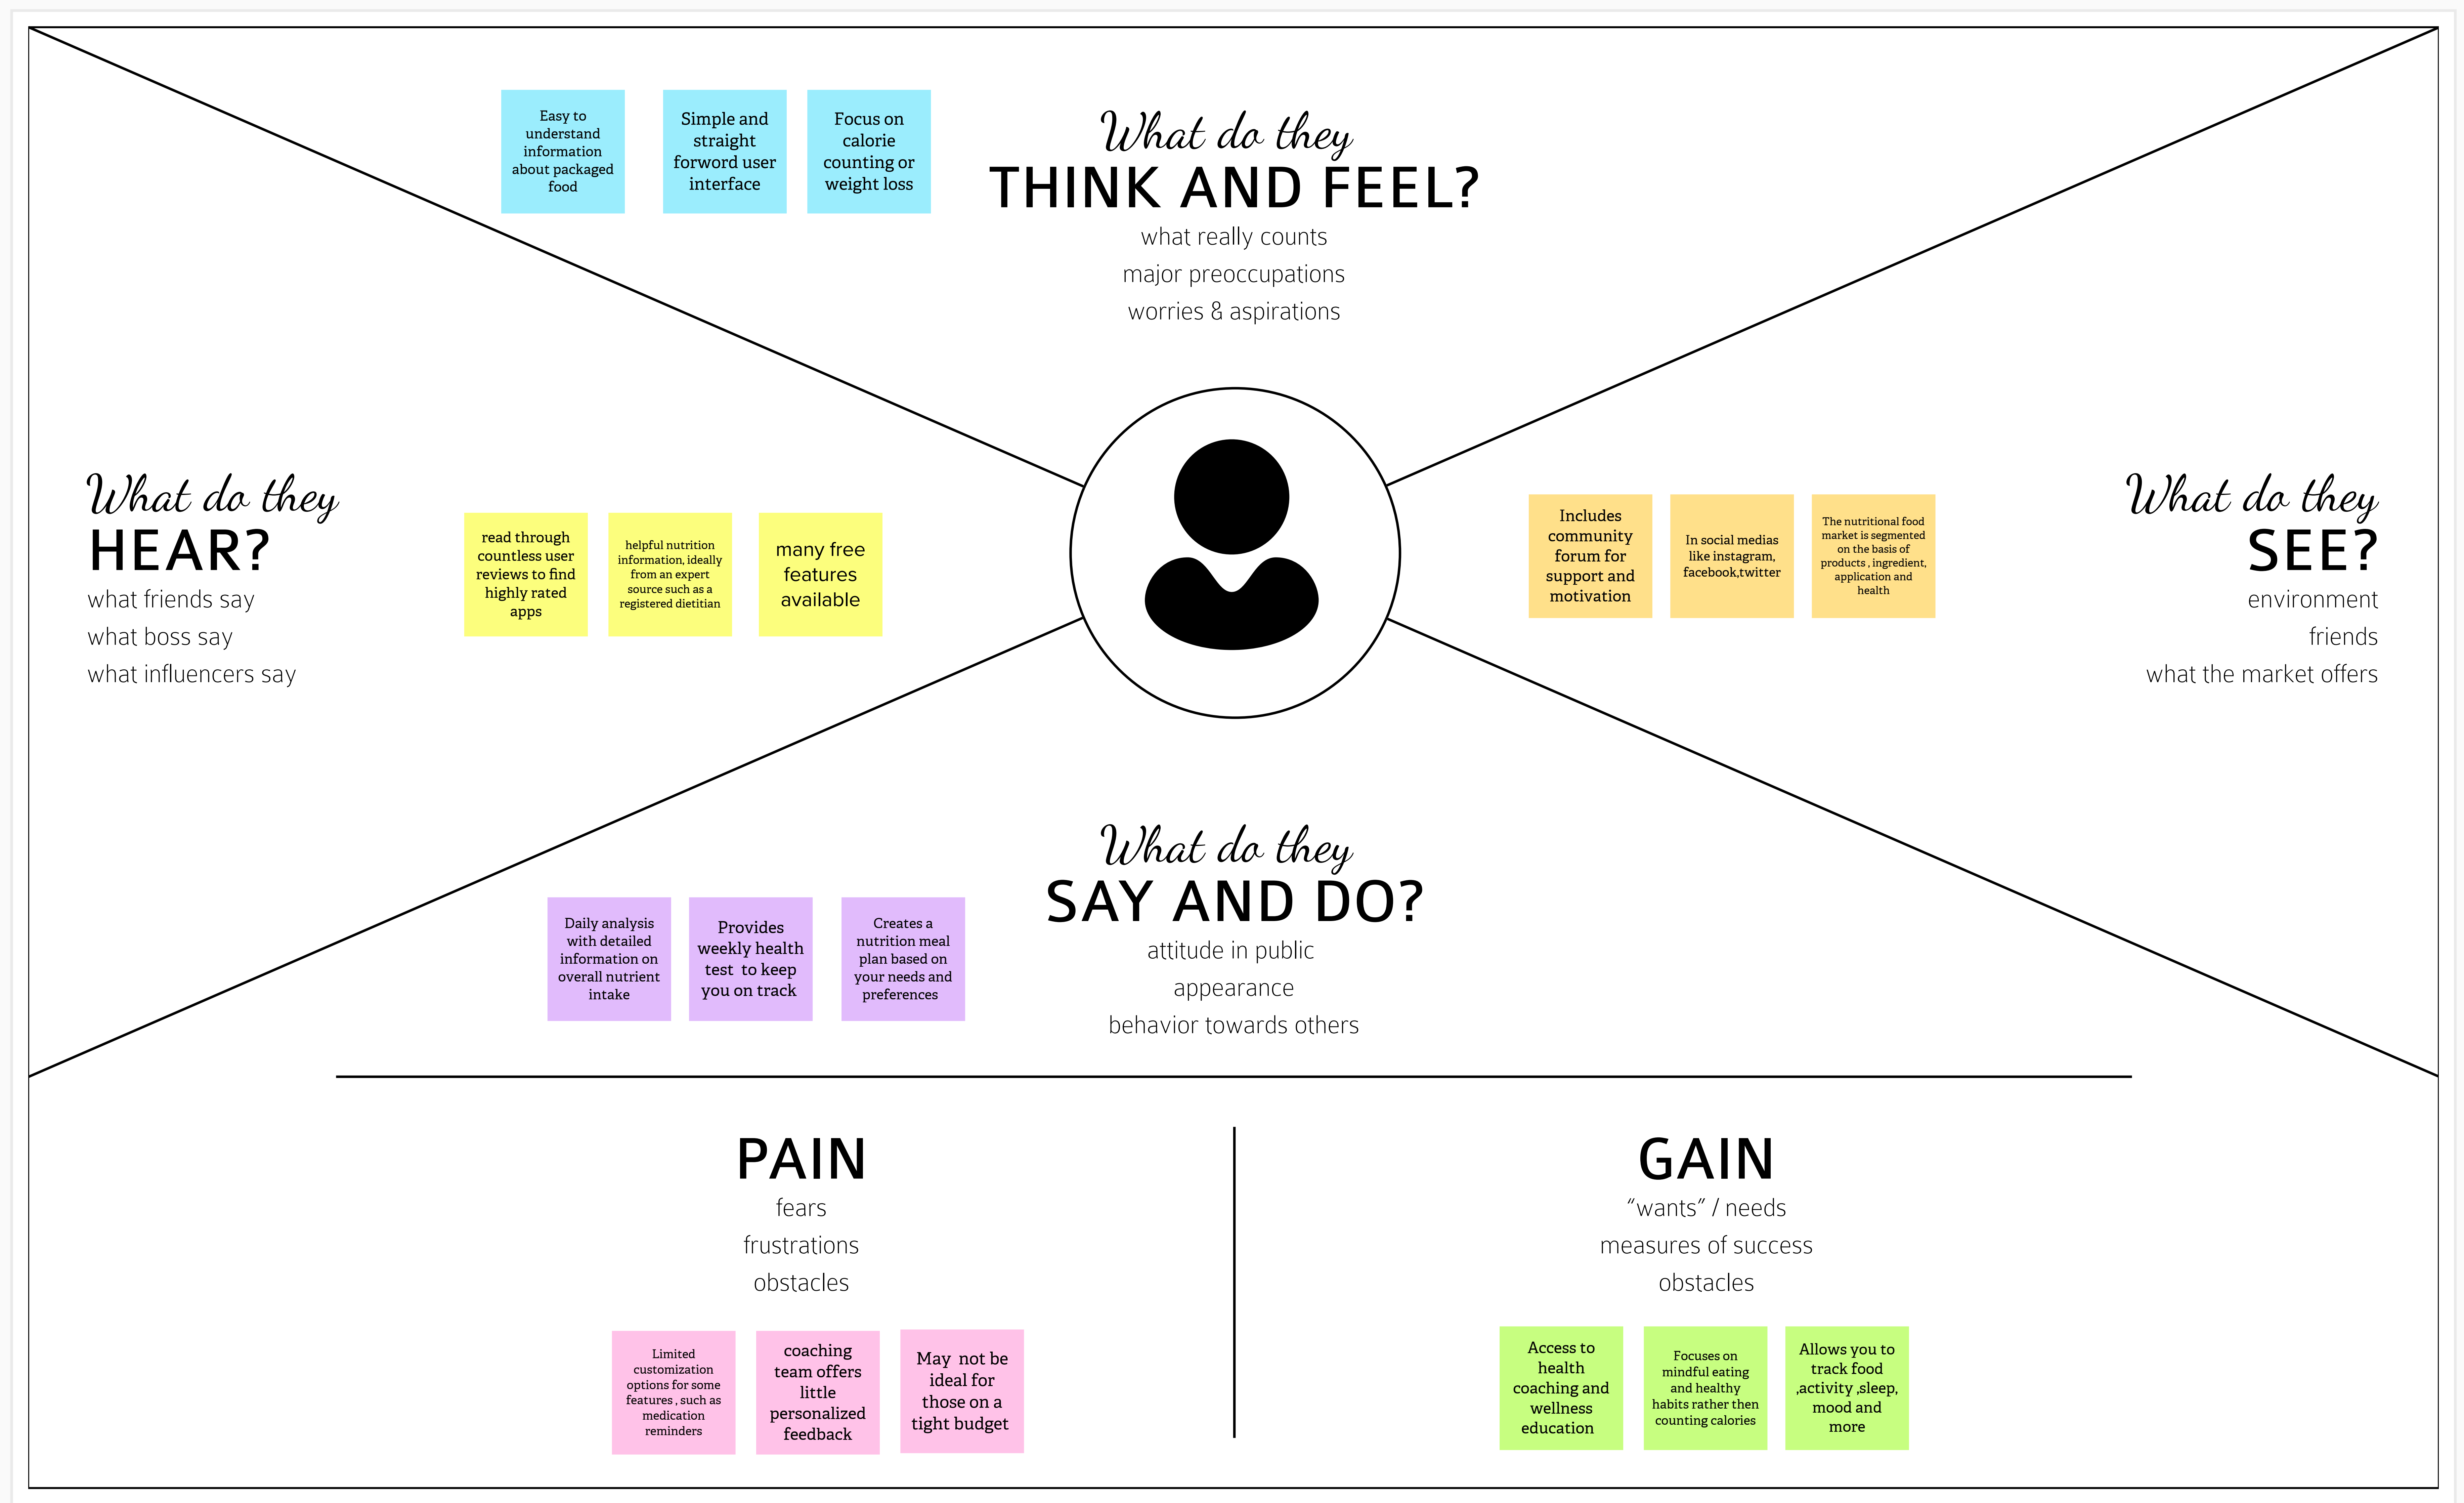 What do they
THINK AND FEEL?
what really counts
major preoccupations
worries & aspirations
Easy to
understand
information
about packaged
food
Simple and
straight
forword user
interface
Focus on
calorie
counting or
weight loss
What do they
HEAR?
what friends say
what boss say
what influencers say
read through
countless user
reviews to find
highly rated
apps
helpful nutrition
information, ideally
from an expert
source such as a
registered dietitian
many free
features
available
Includes
community
forum for
support and
motivation
In social medias
like instagram,
facebook,twitter
The nutritional food
market is segmented
on the basis of
products , ingredient,
application and
health
What do they
SEE?
environment
friends
what the market offers
What do they
SAY AND DO?
attitude in public
appearance
behavior towards others
Daily analysis
with detailed
information on
overall nutrient
intake
Provides
weekly health
test to keep
you on track
Creates a
nutrition meal
plan based on
your needs and
preferences
PAIN
fears
frustrations
obstacles
Limited
customization
options for some
features , such as
medication
reminders
coaching
team offers
little
personalized
feedback
May not be
ideal for
those on a
tight budget
GAIN
“wants” / needs
measures of success
obstacles
Access to
health
coaching and
wellness
education
Focuses on
mindful eating
and healthy
habits rather then
counting calories
Allows you to
track food
,activity ,sleep,
mood and
more